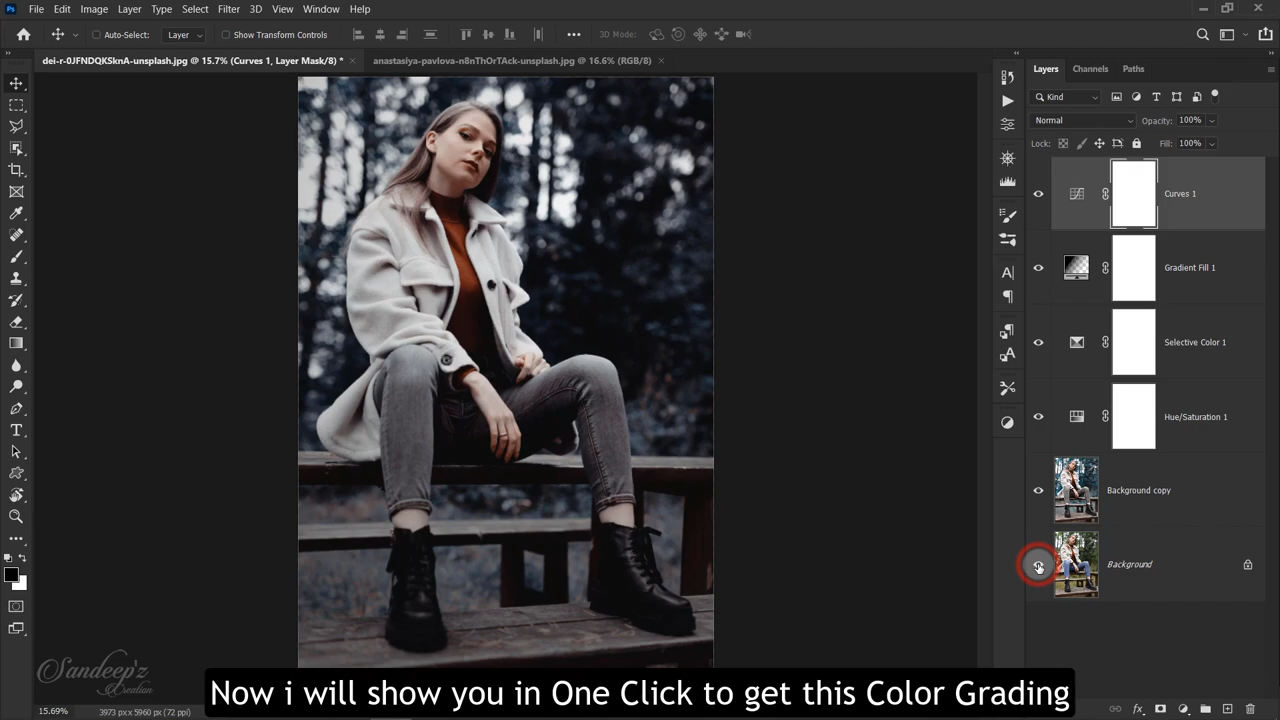 Ps File Edit Image Layer Type Select Filter 3D View Window Help
Auto-Select: Layer Show Transform Controls 3D Mode:
dei-r-0JFNDQKSknA-unsplash.jpg @ 15.7% (Curves 1, Layer Mask/8) * anastasiya-pavlova-n8nThOrTAck-unsplash.jpg @ 16.6% (RGB/8)
Layers Channels Paths
Kind
Normal Opacity: 100%
Lock: Fill: 100%
Curves 1
Gradient Fill 1
Selective Color 1
Hue/Saturation 1
Background copy
Background
Sandeep'z
Creation
Now i will show you in One Click to get this Color Grading
15.69% 3973 px x 5960 px (72 ppi)